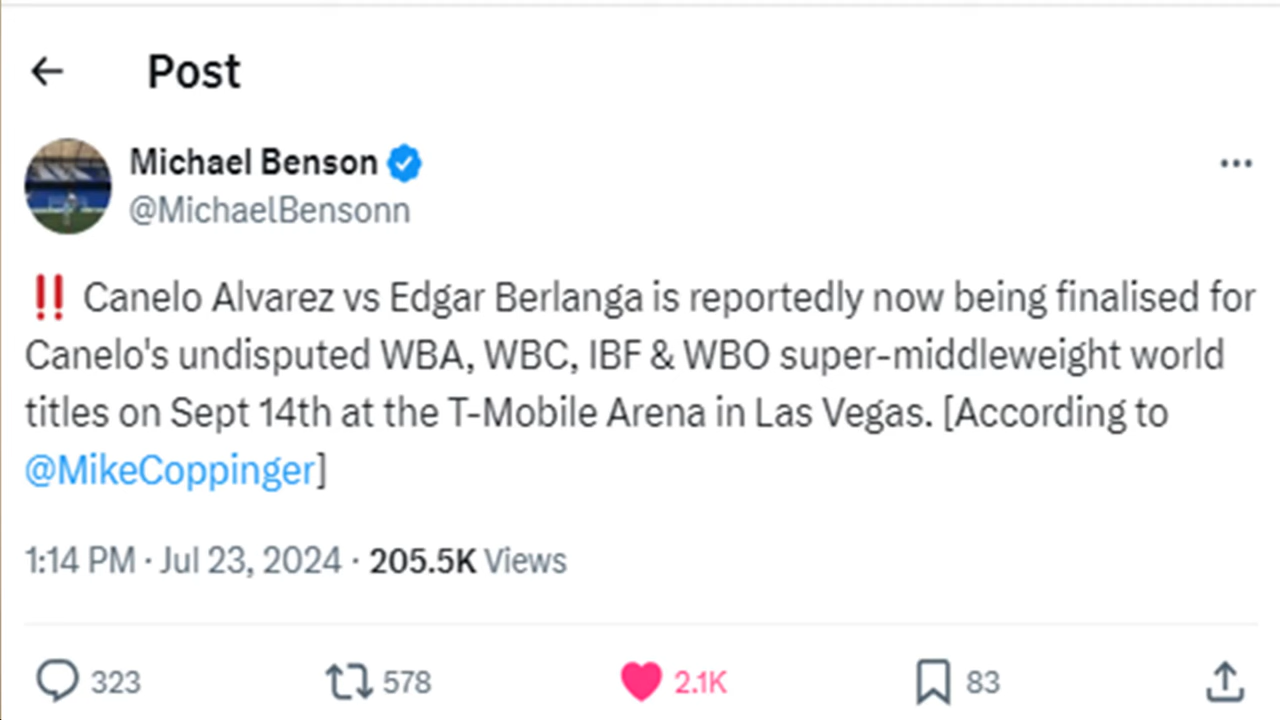 Post
Michael Benson
@MichaelBensonn
‼️ Canelo Alvarez vs Edgar Berlanga is reportedly now being finalised for
Canelo's undisputed WBA, WBC, IBF & WBO super-middleweight world
titles on Sept 14th at the T-Mobile Arena in Las Vegas. [According to
@MikeCoppinger]
1:14 PM · Jul 23, 2024 · 205.5K Views
323 578 2.1K 83